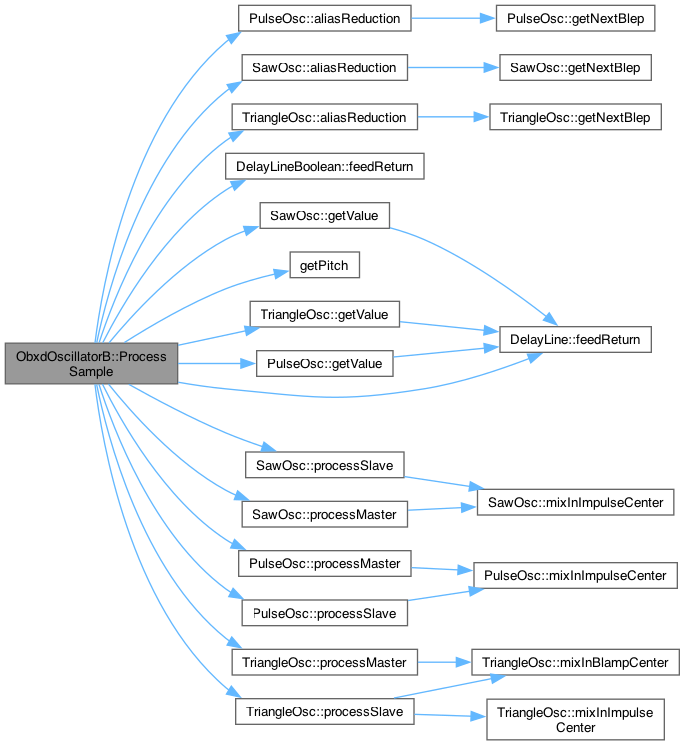 PulseOsc::aliasReduction
PulseOsc::getNextBlep
SawOsc::aliasReduction
SawOsc::getNextBlep
TriangleOsc::aliasReduction
TriangleOsc::getNextBlep
DelayLineBoolean::feedReturn
SawOsc::getValue
getPitch
TriangleOsc::getValue
DelayLine::feedReturn
ObxdOscillatorB::Process
Sample
PulseOsc::getValue
SawOsc::processSlave
SawOsc::mixInImpulseCenter
SawOsc::processMaster
PulseOsc::processMaster
PulseOsc::mixInImpulseCenter
PulseOsc::processSlave
TriangleOsc::processMaster
TriangleOsc::mixInBlampCenter
TriangleOsc::processSlave
TriangleOsc::mixInImpulse
Center